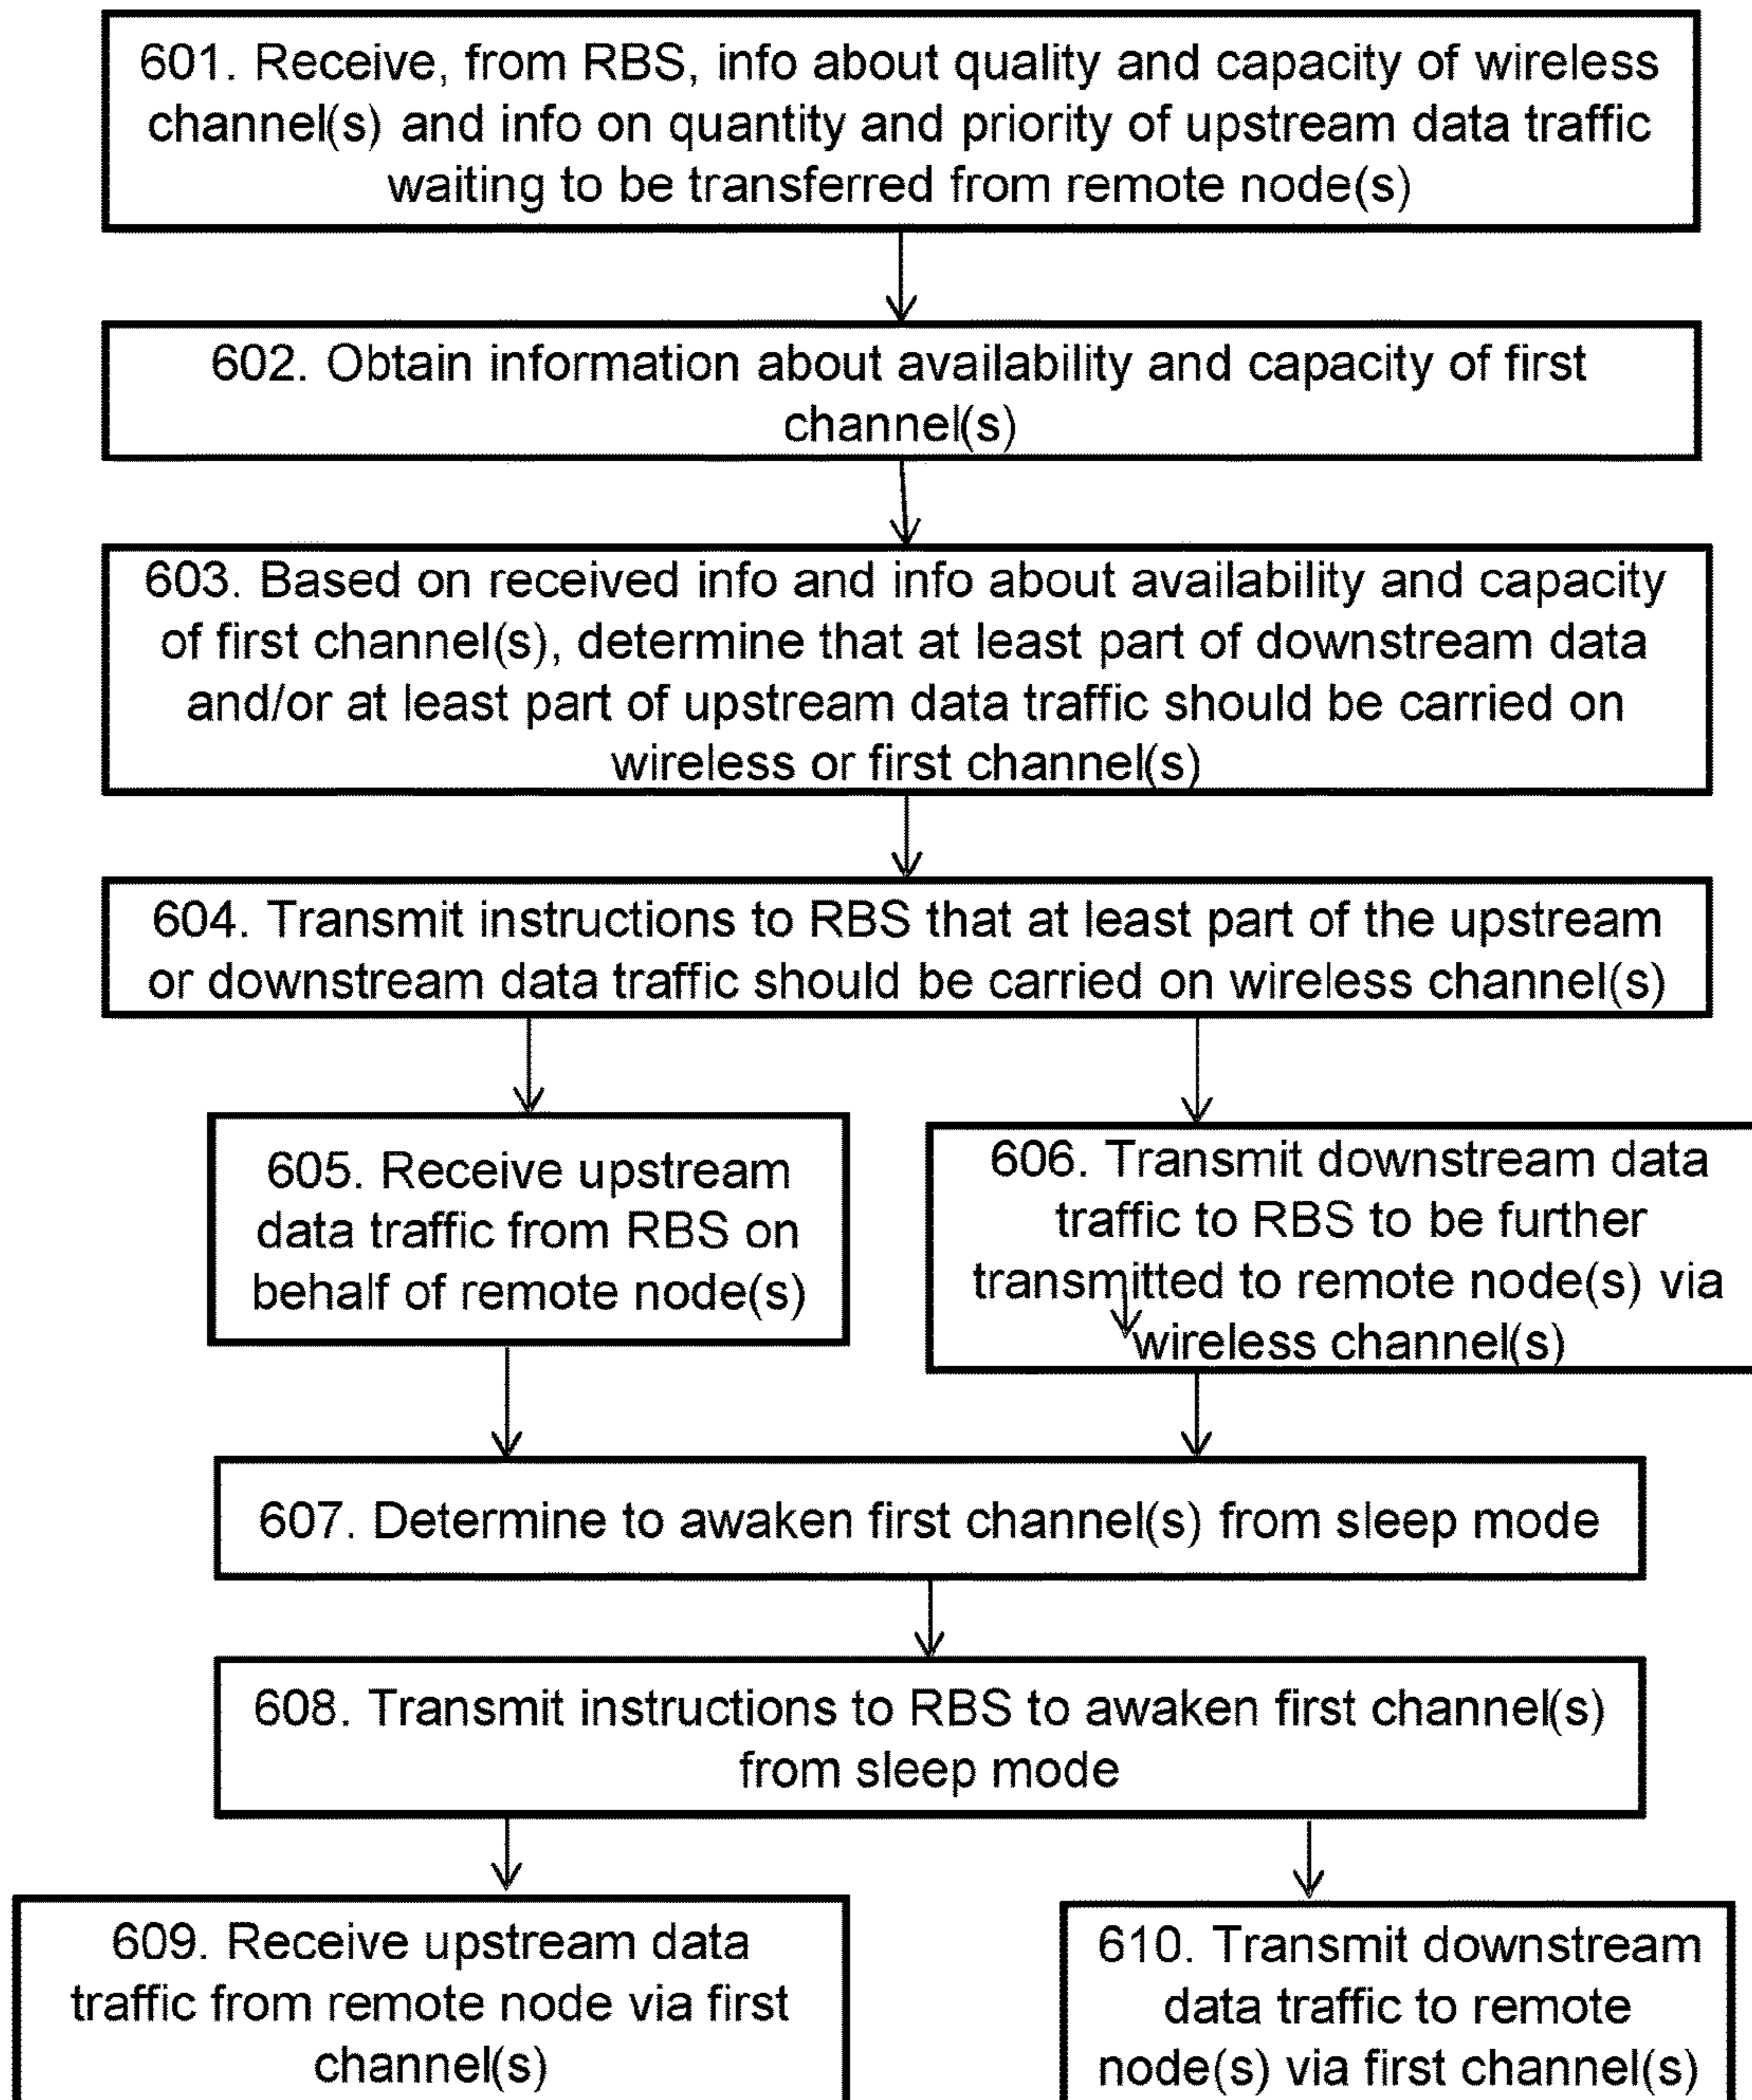 601. Receive, from RBS, info about quality and capacity of wireless
channel(s) and info on quantity and priority of upstream data traffic
waiting to be transferred from remote node(s)
602. Obtain information about availability and capacity of first
channel(s)
603. Based on received info and info about availability and capacity
of first channel(s), determine that at least part of downstream data
and/or at least part of upstream data traffic should be carried on
wireless or first channel(s)
604. Transmit instructions to RBS that at least part of the upstream
or downstream data traffic should be carried on wireless channel(s)
605. Receive upstream
data traffic from RBS on
behalf of remote node(s)
606. Transmit downstream data
traffic to RBS to be further
transmitted to remote node(s) via
wireless channel(s)
607. Determine to awaken first channel(s) from sleep mode
608. Transmit instructions to RBS to awaken first channel(s)
from sleep mode
609. Receive upstream data
traffic from remote node via first
channel(s)
610. Transmit downstream
data traffic to remote
node(s) via first channel(s)